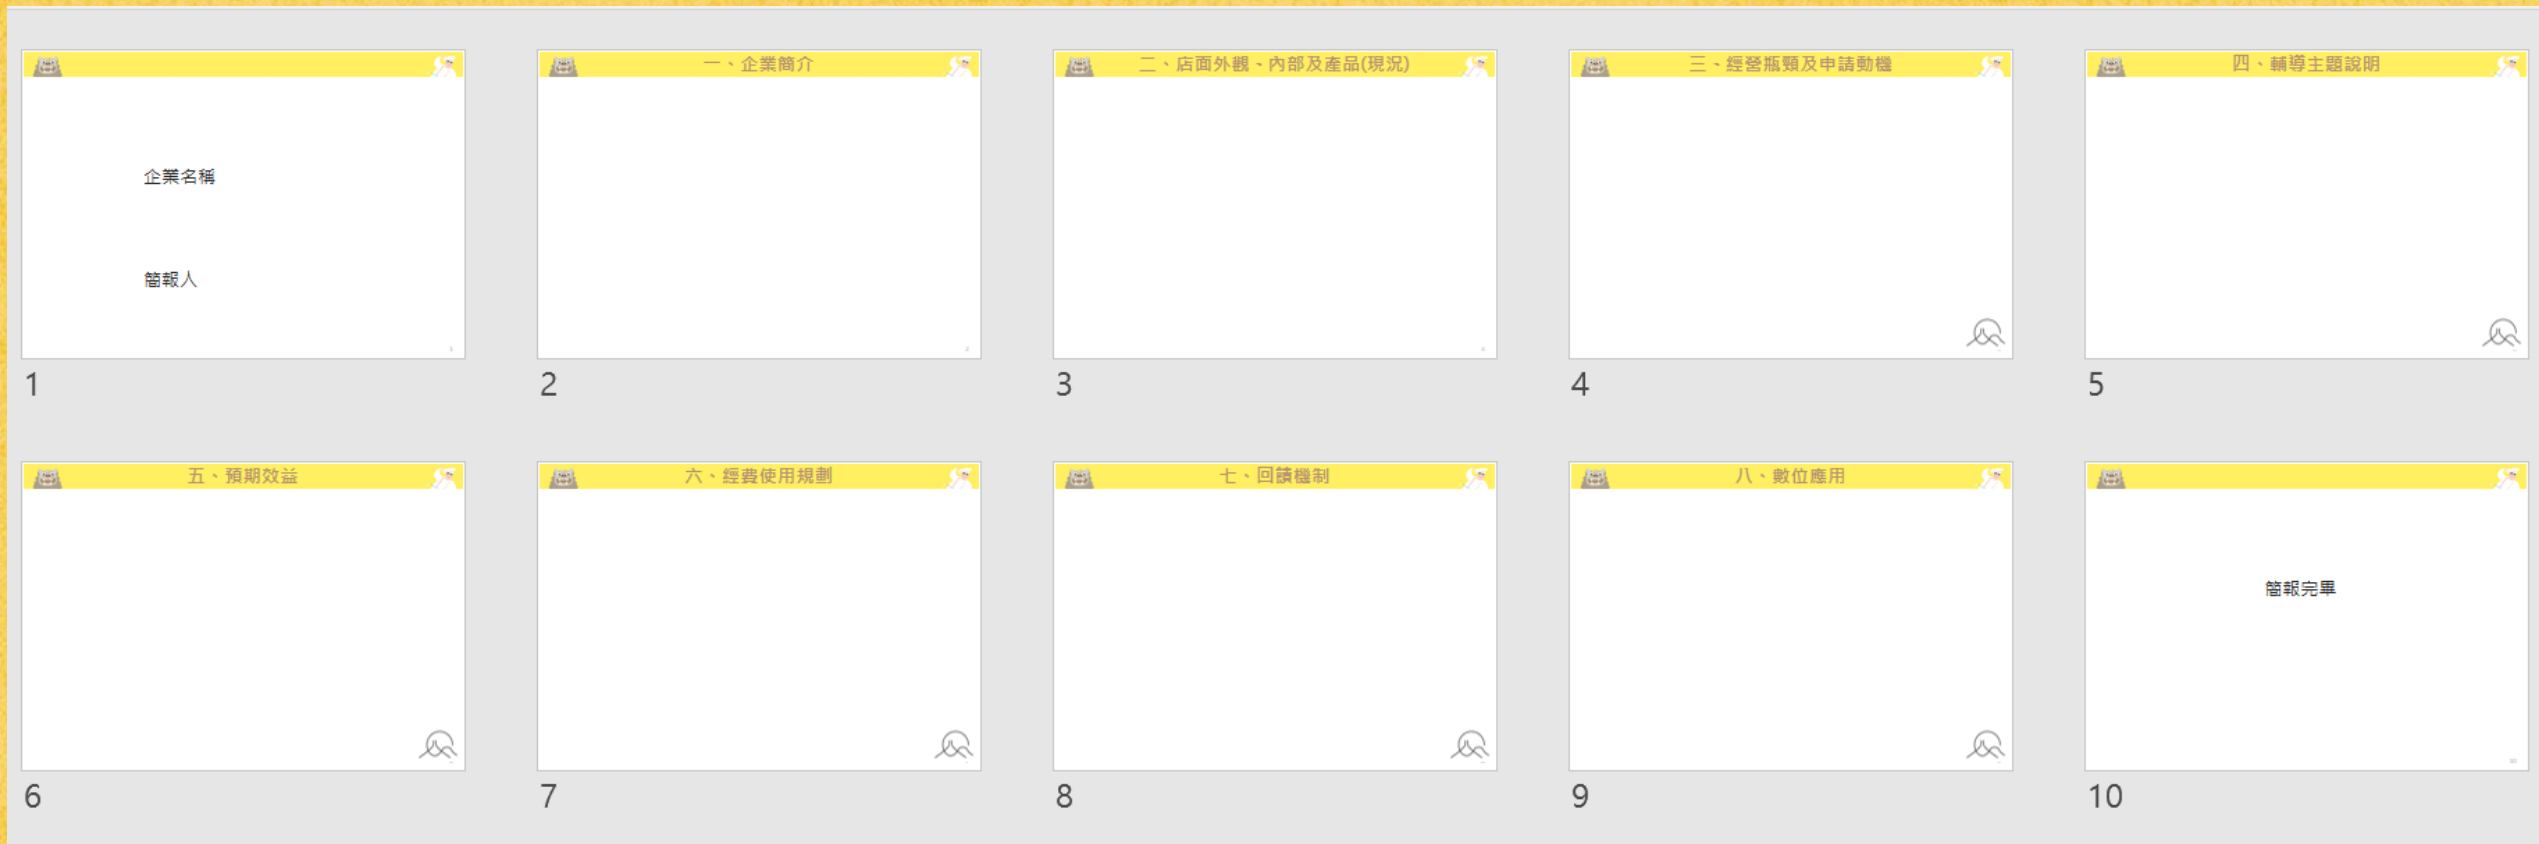 企業名稱
簡報人
1
一、企業簡介
2
二、店面外觀、內部及產品(現況)
3
三、經營瓶頸及申請動機
4
四、輔導主題說明
5
五、預期效益
6
六、經費使用規劃
7
七、回饋機制
8
八、數位應用
9
簡報完畢
10